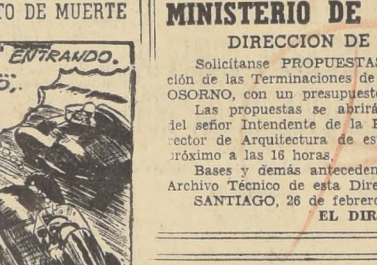 TO DE MUERTE
ENTRANDO.
MINISTERIO DE
DIRECCION DE
Solicítanse PROPUESTAS
ción de las Terminaciones de
OSORNO, con un presupuesto
Las propuestas se abrirá
del señor Intendente de la
rector de Arquitectura de es
próximo a las 16 horas.
Bases y demás anteceden
Archivo Técnico de esta Dire
SANTIAGO, 26 de febrero
EL DIR